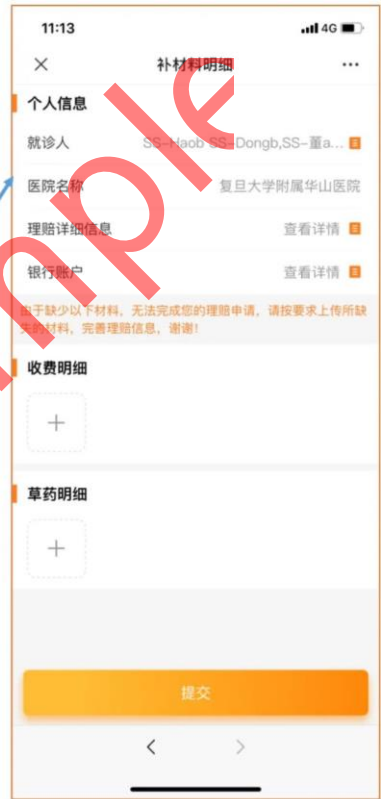 11:13
4G
补材料明细
个人信息
就诊人 SS-Haob SS-Dongb,SS-董a...
医院名称 复旦大学附属华山医院
理赔详细信息 查看详情
银行账户 查看详情
由于缺少以下材料，无法完成您的理赔申请，请按要求上传所缺
失的材料，完善理赔信息，谢谢！
收费明细
草药明细
提交
mple